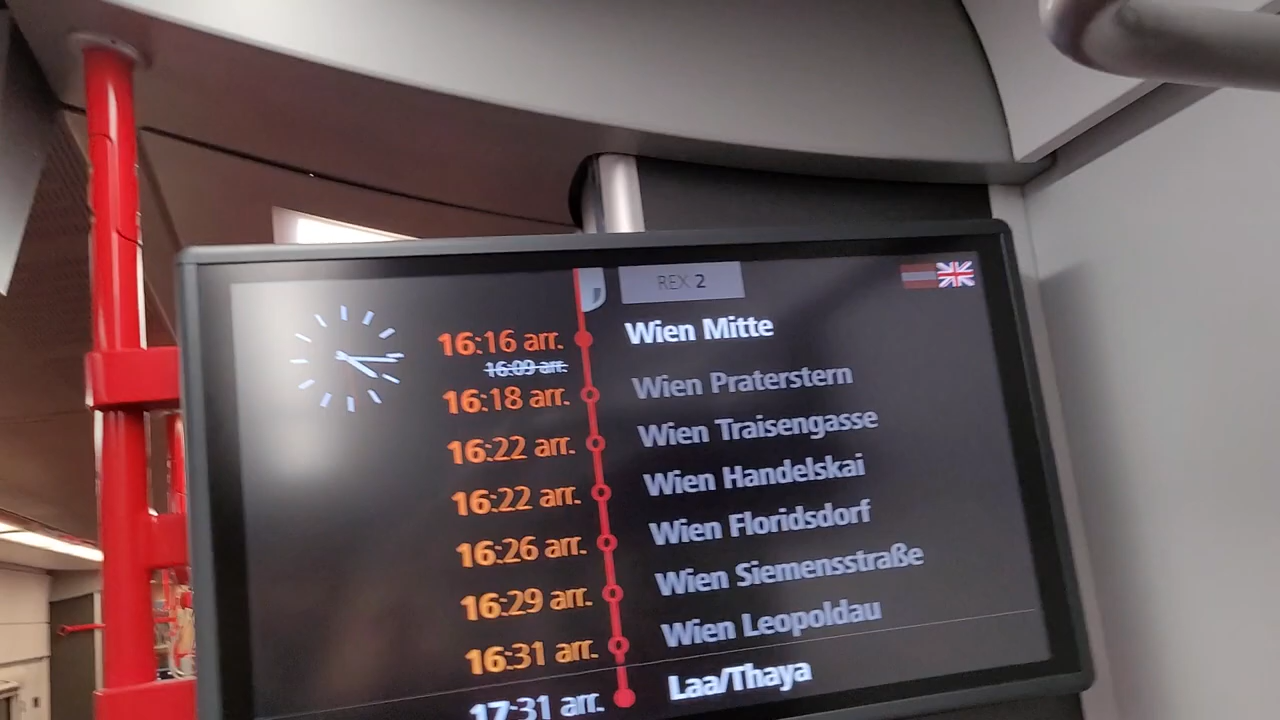 REX 2
16:16 arr. Wien Mitte
16:09 arr.
16:18 arr. Wien Praterstern
16:22 arr. Wien Traisengasse
16:22 arr. Wien Handelskai
16:26 arr. Wien Floridsdorf
16:29 arr. Wien Siemensstraße
16:31 arr. Wien Leopoldau
17:31 arr. Laa/Thaya